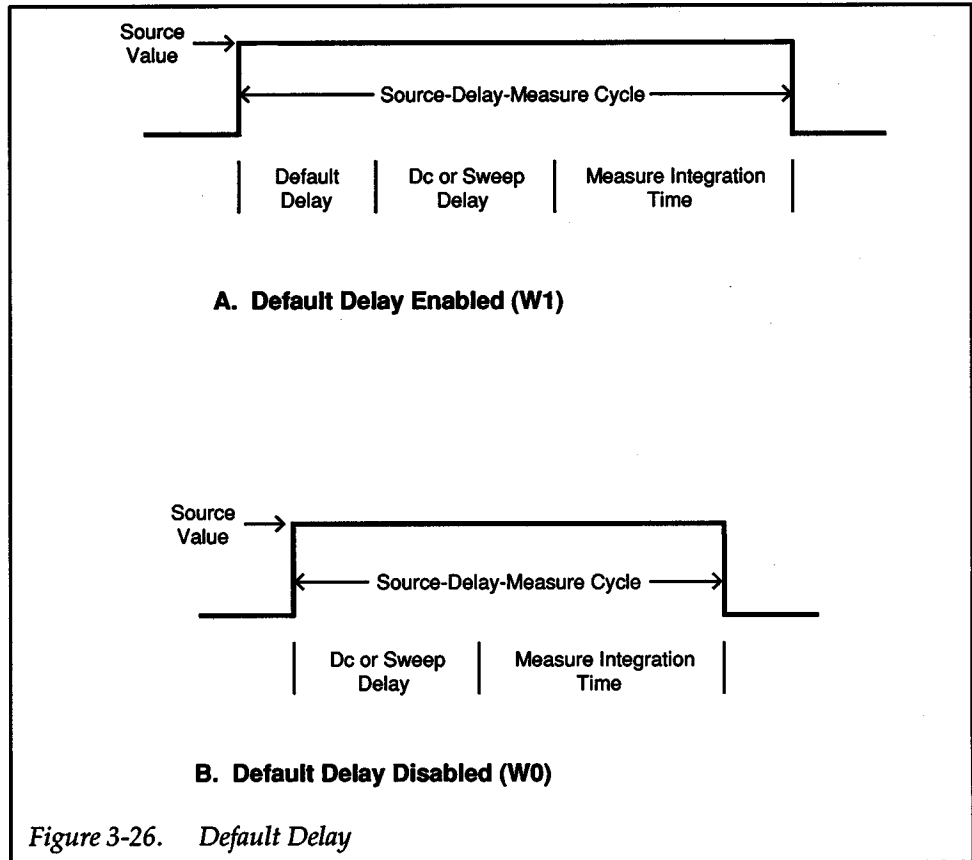 Source
Value
Source-Delay-Measure Cycle
Default
Delay
Dc or Sweep
Delay
Measure Integration
Time
A. Default Delay Enabled (W1)
Source
Value
Source-Delay-Measure Cycle
Dc or Sweep
Delay
Measure Integration
Time
B. Default Delay Disabled (W0)
Figure 3-26. Default Delay